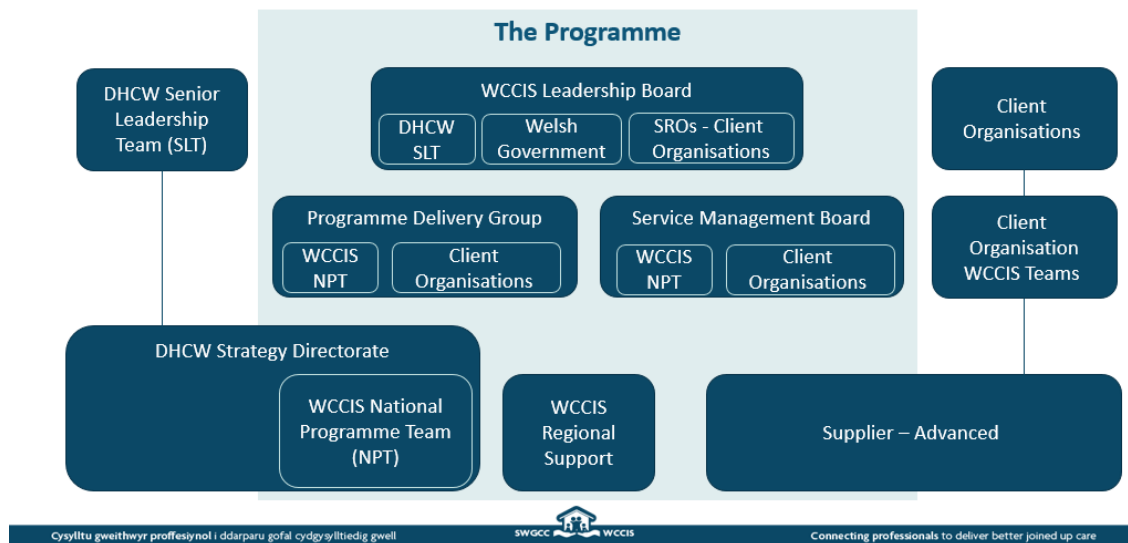 The Programme
DHCW Senior
Leadership
Team (SLT)
WCCIS Leadership Board
DHCW
SLT
Welsh
Government
SROs - Client
Organisations
Client
Organisations
Programme Delivery Group
WCCIS
NPT
Client
Organisations
Service Management Board
WCCIS
NPT
Client
Organisations
Client
Organisation
WCCIS Teams
DHCW Strategy Directorate
WCCIS National
Programme Team
(NPT)
WCCIS
Regional
Support
Supplier – Advanced
Cysylltu gweithwyr proffesiynol i ddarparu gofal cydgysylltiedig gwell
SWGCC WCCIS
Connecting professionals to deliver better joined up care